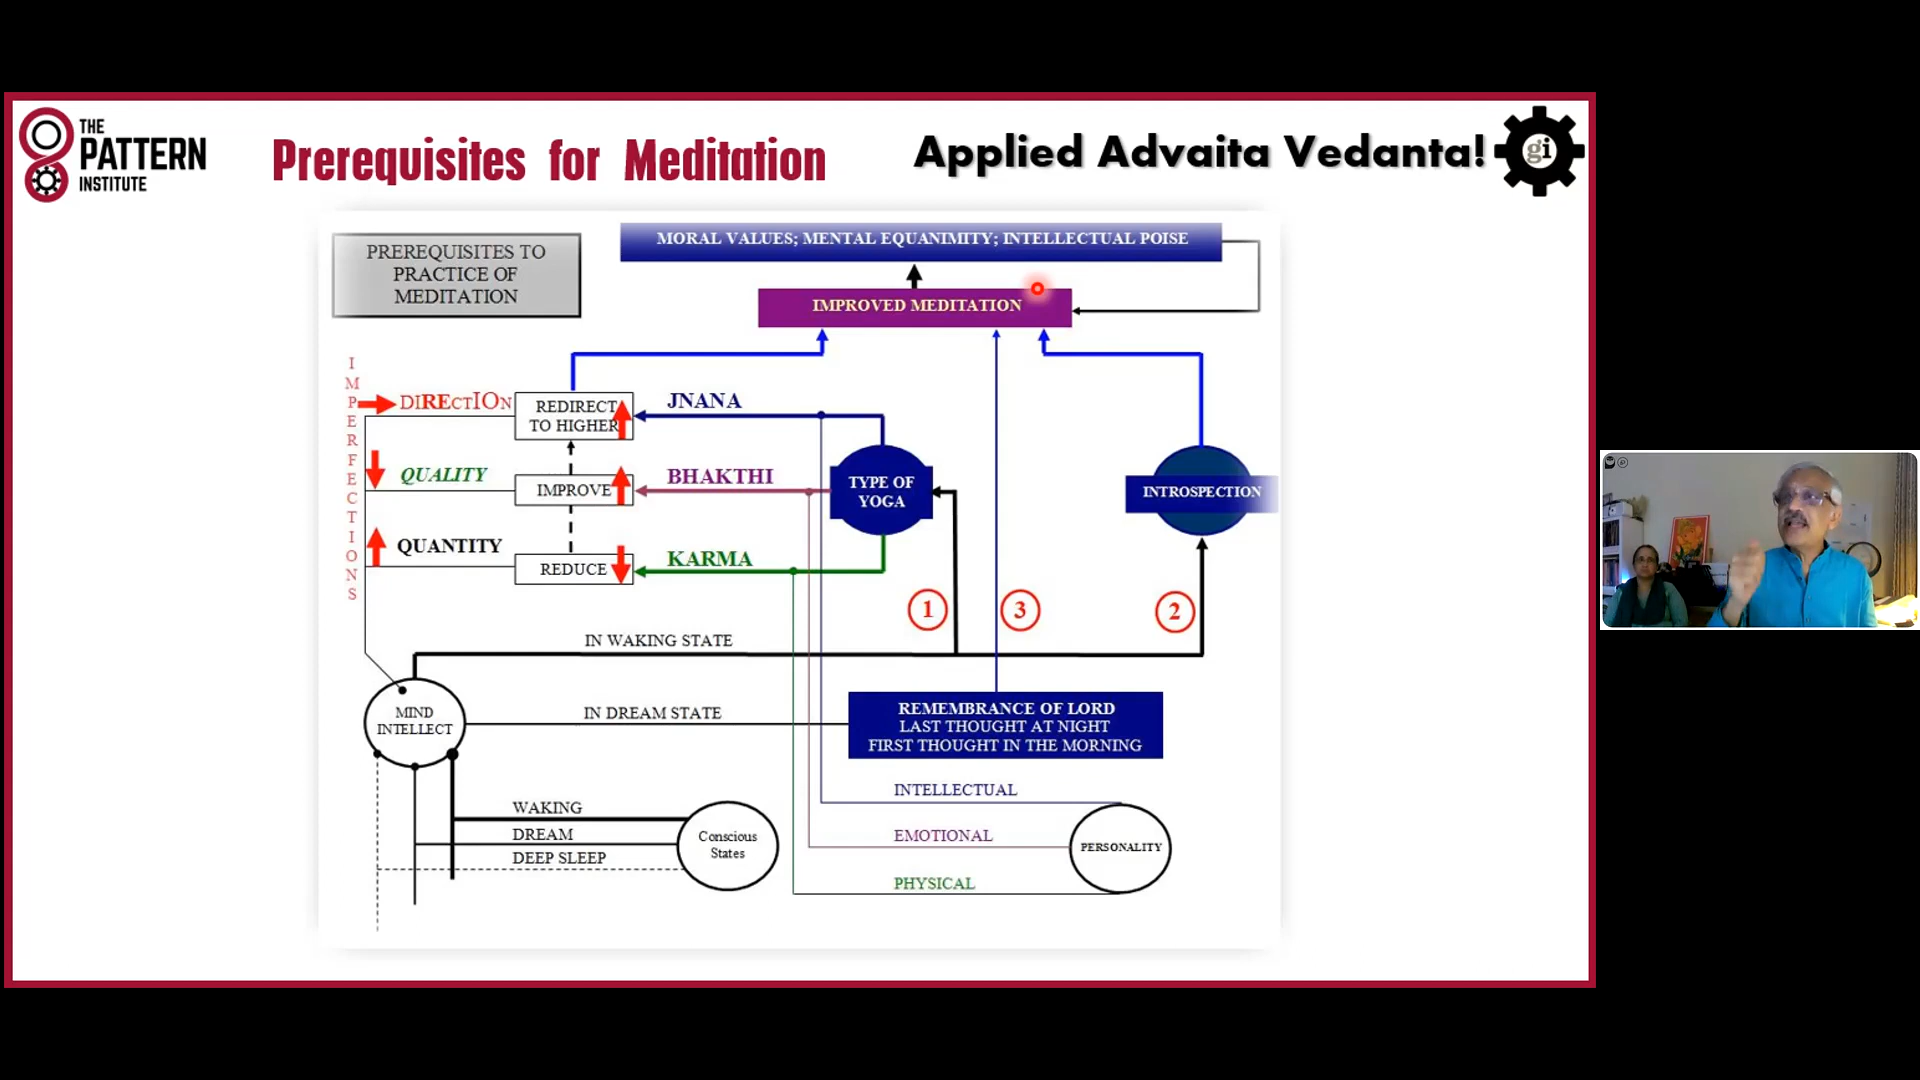 THE
PATTERN
INSTITUTE
Prerequisites for Meditation
Applied Advaita Vedanta!
gi
PREREQUISITES TO
PRACTICE OF
MEDITATION
MORAL VALUES; MENTAL EQUANIMITY; INTELLECTUAL POISE
IMPROVED MEDITATION
IMPERFECTIONS
DIRECTION
REDIRECT
TO HIGHER
JNANA
QUALITY
IMPROVE
BHAKTHI
TYPE OF
YOGA
INTROSPECTION
QUANTITY
REDUCE
KARMA
1
3
2
IN WAKING STATE
MIND
INTELLECT
IN DREAM STATE
REMEMBRANCE OF LORD
LAST THOUGHT AT NIGHT
FIRST THOUGHT IN THE MORNING
WAKING
DREAM
DEEP SLEEP
Conscious
States
INTELLECTUAL
EMOTIONAL
PHYSICAL
PERSONALITY